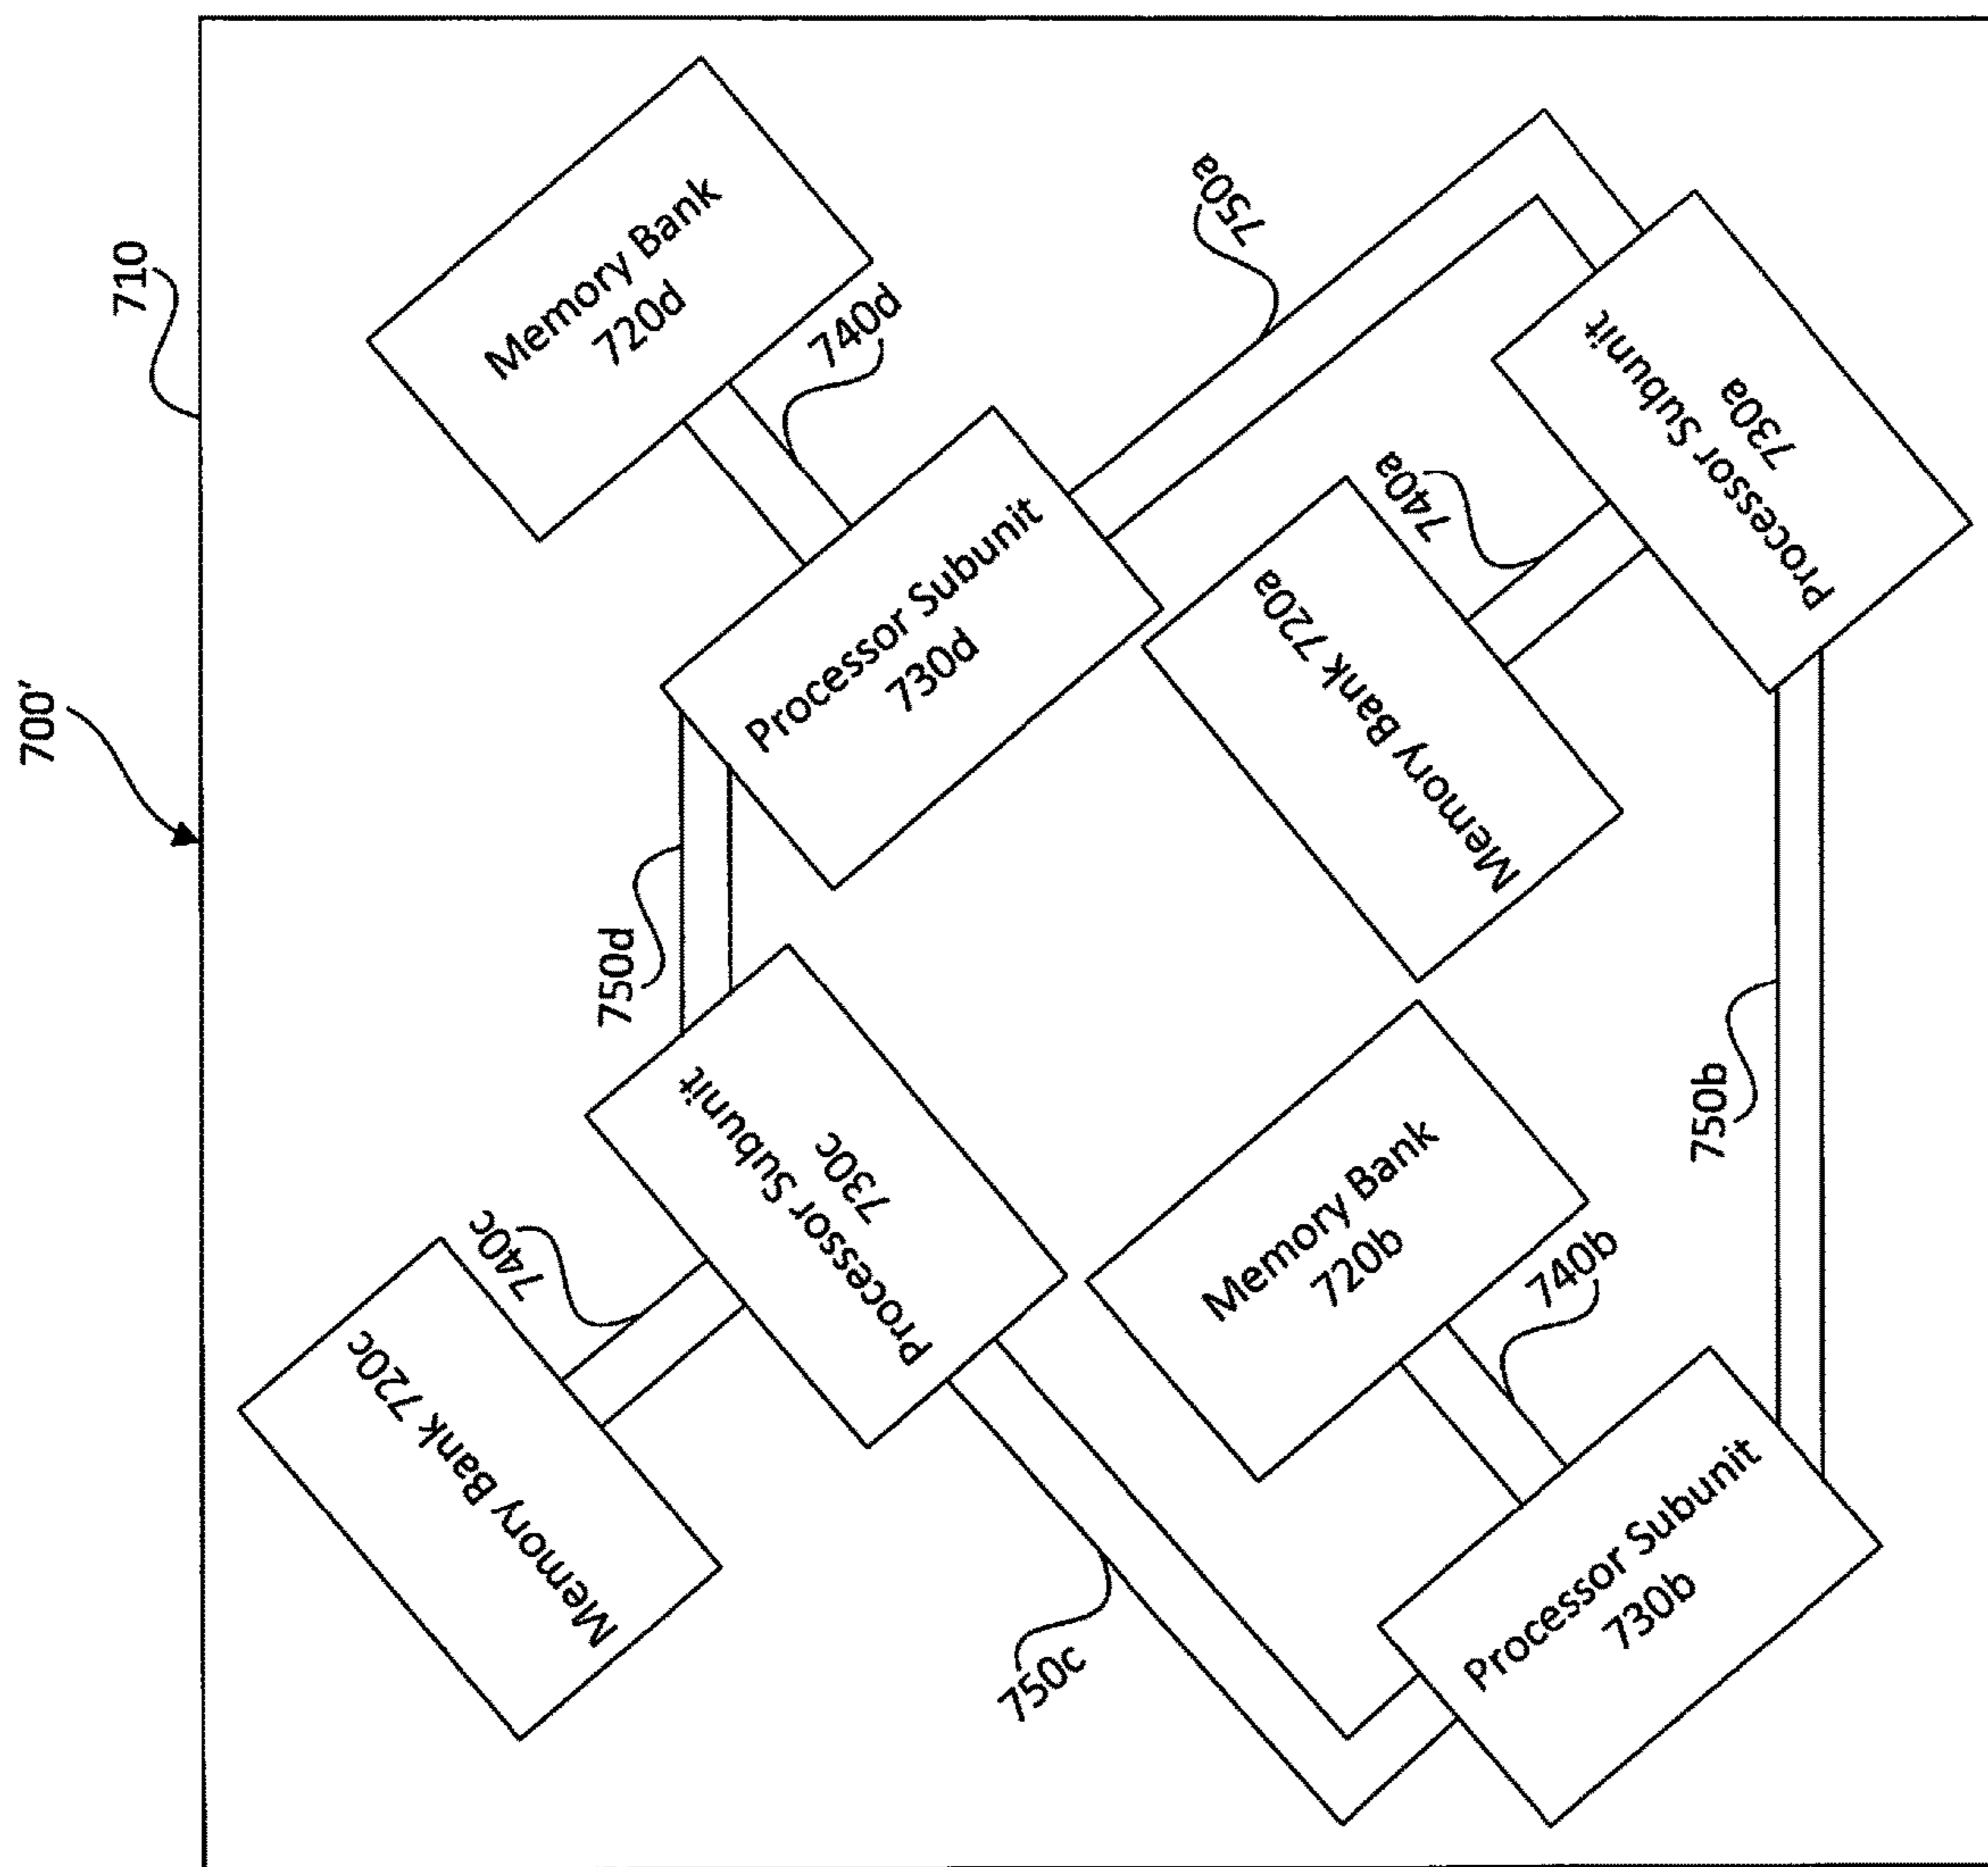 700'
710
Memory Bank
720d
740d
Processor Subunit
730d
750a
Processor Subunit
730a
740a
Memory Bank 720a
750d
Processor Subunit
730c
740c
Memory Bank 720c
Memory Bank
720b
740b
Processor Subunit
730b
750b
750c